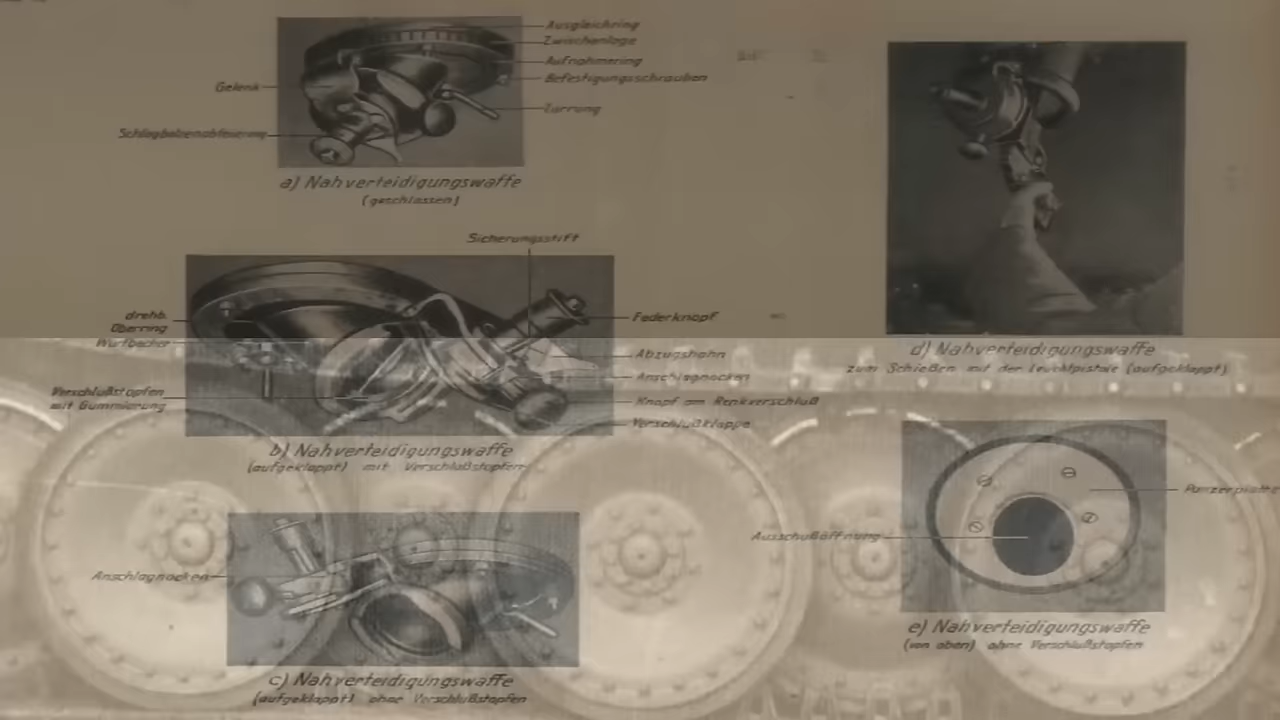 Ausgleichring
Zwischenlage
Aufnahmering
Befestigungsschrauben
Gelenk
Zurrung
Schlagbolzenabfeuerung
a) Nahverteidigungswaffe
(geschlossen)
Sicherungsstift
drehb.
Oberring
Wurfbecher
Verschlußstopfen
mit Gummierung
Federknopf
Abzugshahn
Anschlagnocken
Knopf am Renkverschluß
Verschlußklappe
b) Nahverteidigungswaffe
(aufgeklappt) mit Verschlußstopfen
Anschlagnocken
c) Nahverteidigungswaffe
(aufgeklappt) ohne Verschlußstopfen
d) Nahverteidigungswaffe
zum Schießen mit der Leuchtpistole (aufgeklappt)
Panzerplatte
Ausschußöffnung
e) Nahverteidigungswaffe
(von oben) ohne Verschlußstopfen